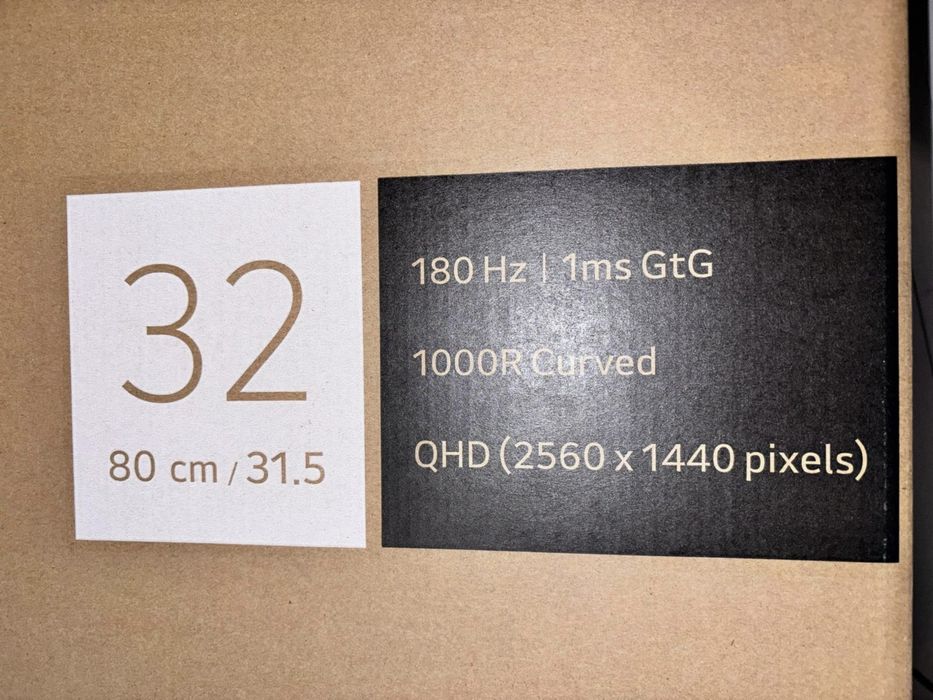 32
80 cm / 31.5
180 Hz | 1ms GtG
1000R Curved
QHD (2560 x 1440 pixels)